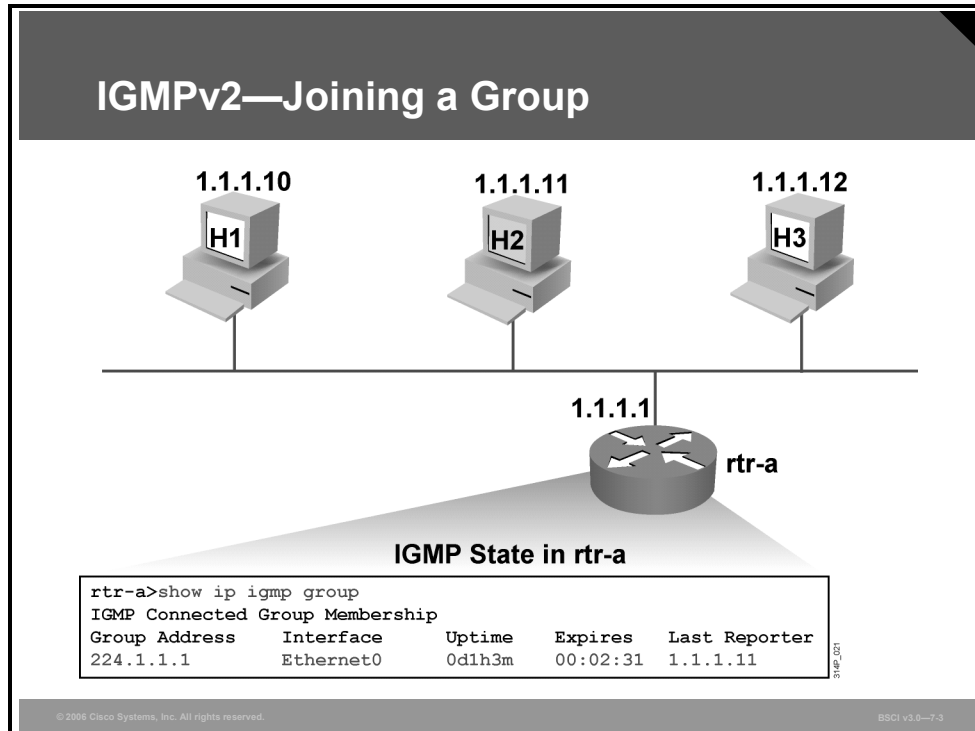 IGMPv2—Joining a Group
1.1.1.10 1.1.1.11 1.1.1.12
H1 H2 H3
1.1.1.1
rtr-a
IGMP State in rtr-a
rtr-a>show ip igmp group
IGMP Connected Group Membership
Group Address Interface Uptime Expires Last Reporter
224.1.1.1 Ethernet0 0d1h3m 00:02:31 1.1.1.11
314P_021
© 2006 Cisco Systems, Inc. All rights reserved. BSCI v3.0—7-3